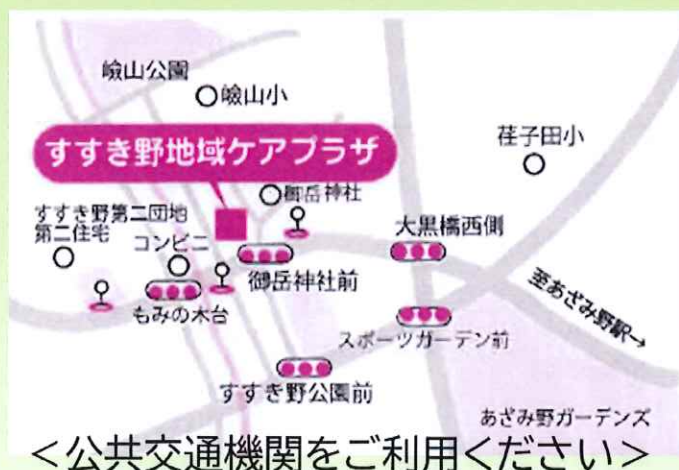 嶮山公園
嶮山小
荏子田小
すすき野地域ケアプラザ
御岳神社
すすき野第二団地
第二住宅
コンビニ
大黒橋西側
御岳神社前
もみの木台
至あざみ野駅→
スポーツガーデン前
すすき野公園前
あざみ野ガーデンズ
＜公共交通機関をご利用ください＞